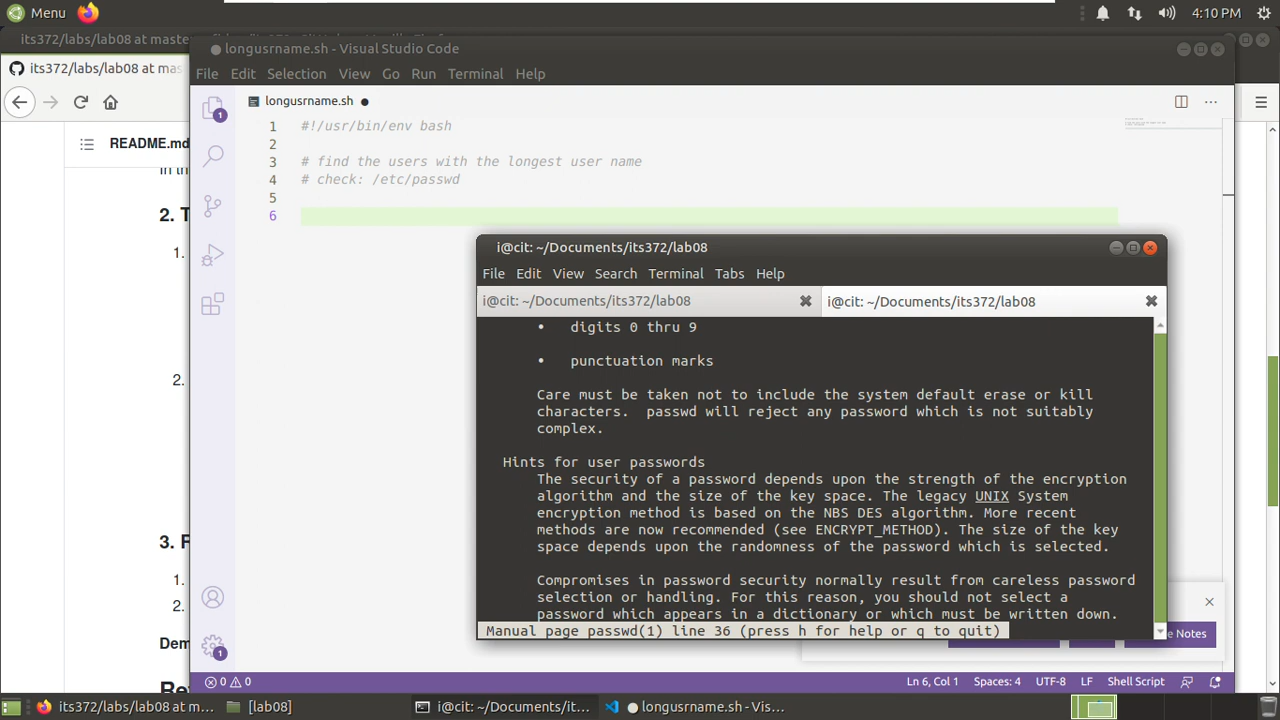 Menu
4:10 PM
its372/labs/lab08 at maste
longusrname.sh - Visual Studio Code
its372/labs/lab08 at mas
File Edit Selection View Go Run Terminal Help
longusrname.sh
1 #!/usr/bin/env bash
2
3 # find the users with the longest user name
4 # check: /etc/passwd
5
6
1
README.md
In th
2. T
1.
2.
3. F
1.
2.
Dem
Re
i@cit: ~/Documents/its372/lab08
File Edit View Search Terminal Tabs Help
i@cit: ~/Documents/its372/lab08
i@cit: ~/Documents/its372/lab08
• digits 0 thru 9
• punctuation marks
Care must be taken not to include the system default erase or kill
characters. passwd will reject any password which is not suitably
complex.
Hints for user passwords
The security of a password depends upon the strength of the encryption
algorithm and the size of the key space. The legacy UNIX System
encryption method is based on the NBS DES algorithm. More recent
methods are now recommended (see ENCRYPT_METHOD). The size of the key
space depends upon the randomness of the password which is selected.
Compromises in password security normally result from careless password
selection or handling. For this reason, you should not select a
password which appears in a dictionary or which must be written down.
Manual page passwd(1) line 36 (press h for help or q to quit)
e Notes
1
0 0
Ln 6, Col 1 Spaces: 4 UTF-8 LF Shell Script
its372/labs/lab08 at m...
[lab08]
i@cit: ~/Documents/it...
longusrname.sh - Vis...